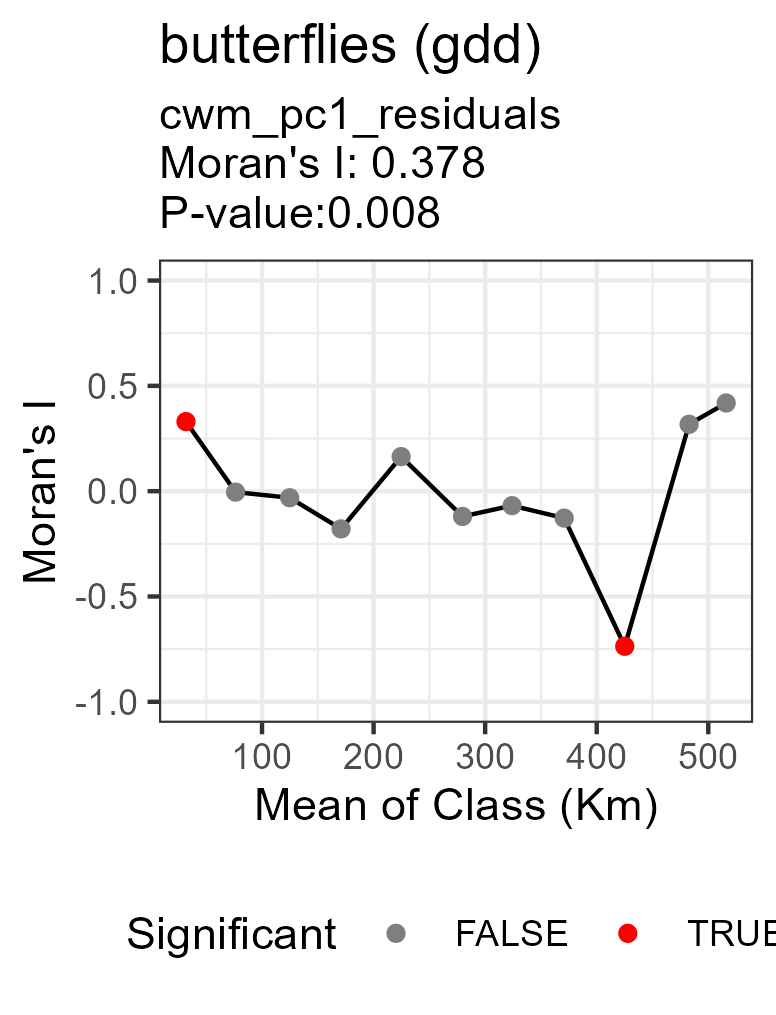 butterflies (gdd)
cwm_pc1_residuals
Moran's I: 0.378
P-value:0.008
Moran's I
1.0
0.5
0.0
-0.5
-1.0
100 200 300 400 500
Mean of Class (Km)
Significant FALSE TRUE